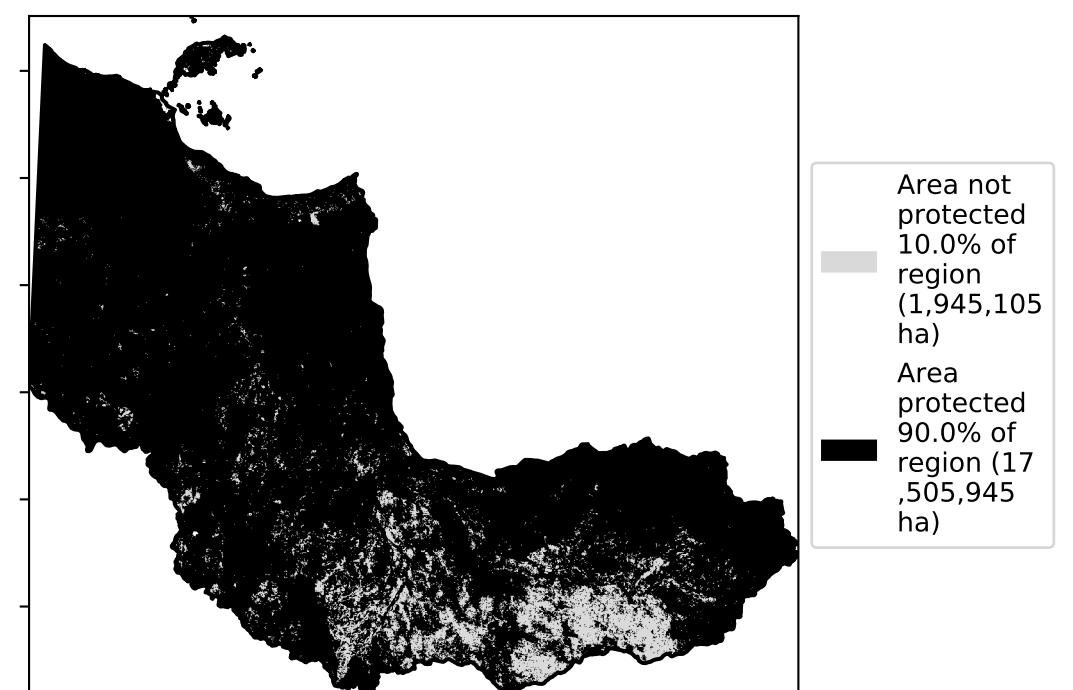 Area not
protected
10.0% of
region
(1,945,105
ha)
Area
protected
90.0% of
region (17
,505,945
ha)